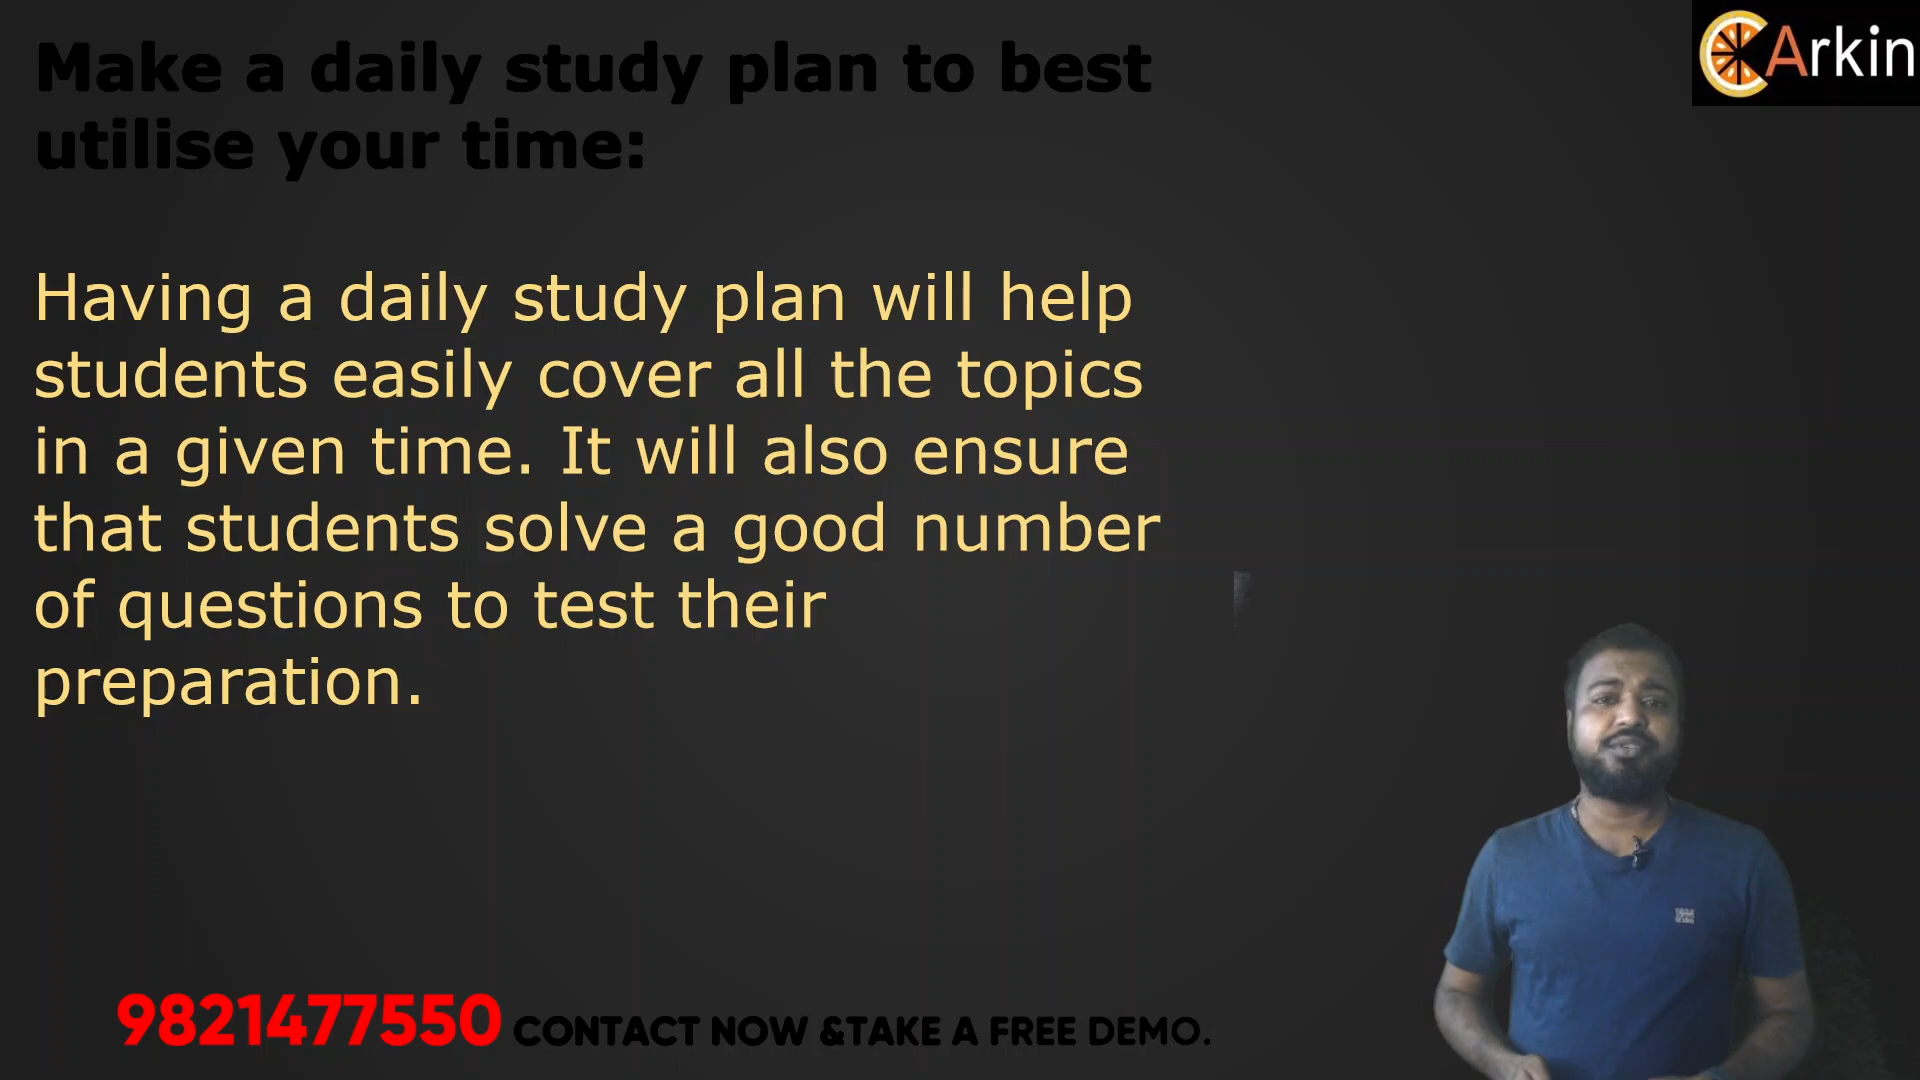 Make a daily study plan to best
utilise your time:
Arkin
Having a daily study plan will help
students easily cover all the topics
in a given time. It will also ensure
that students solve a good number
of questions to test their
preparation.
9821477550 CONTACT NOW &TAKE A FREE DEMO.